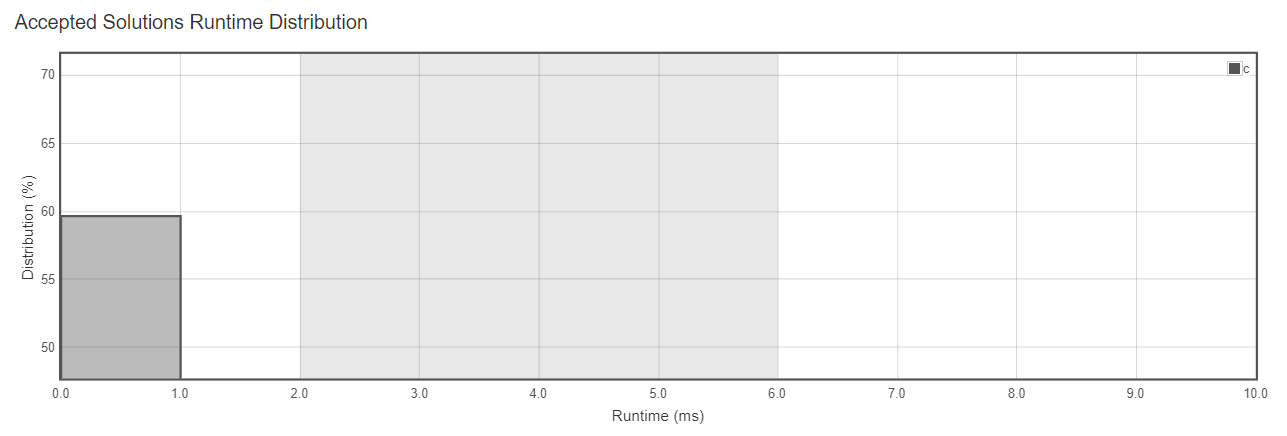 Accepted Solutions Runtime Distribution
c
70
65
60
55
50
Distribution (%)
0.0 1.0 2.0 3.0 4.0 5.0 6.0 7.0 8.0 9.0 10.0
Runtime (ms)